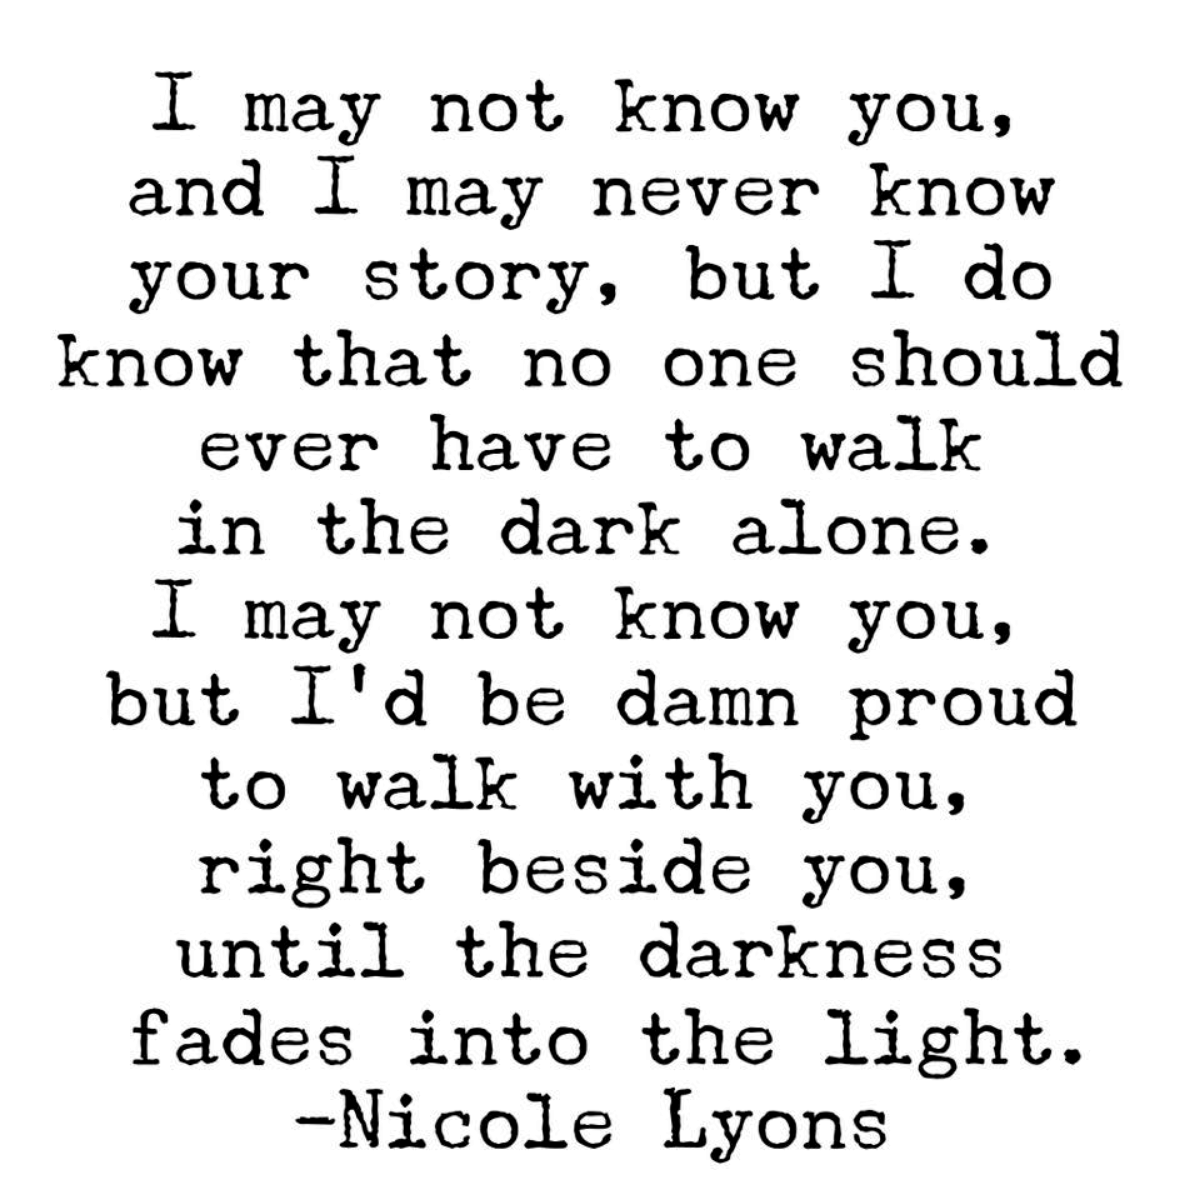 I may not know you,
and I may never know
your story, but I do
know that no one should
ever have to walk
in the dark alone.
I may not know you,
but I'd be damn proud
to walk with you,
right beside you,
until the darkness
fades into the light.
-Nicole Lyons